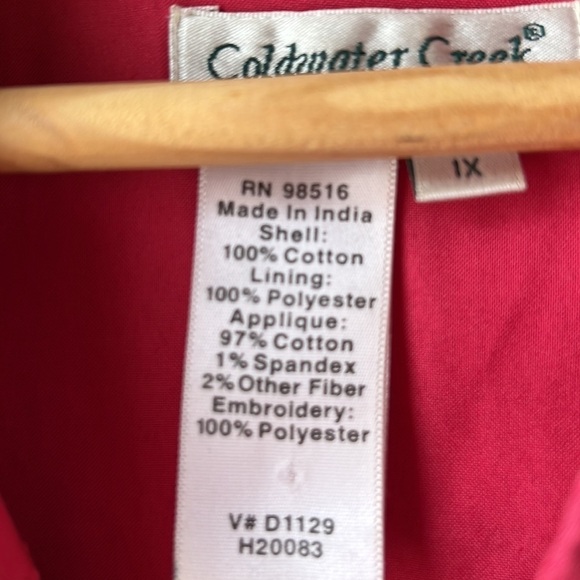 Coldwater Creek®
1X
RN 98516
Made In India
Shell:
100% Cotton
Lining:
100% Polyester
Applique:
97% Cotton
1% Spandex
2% Other Fiber
Embroidery:
100% Polyester
V# D1129
H20083